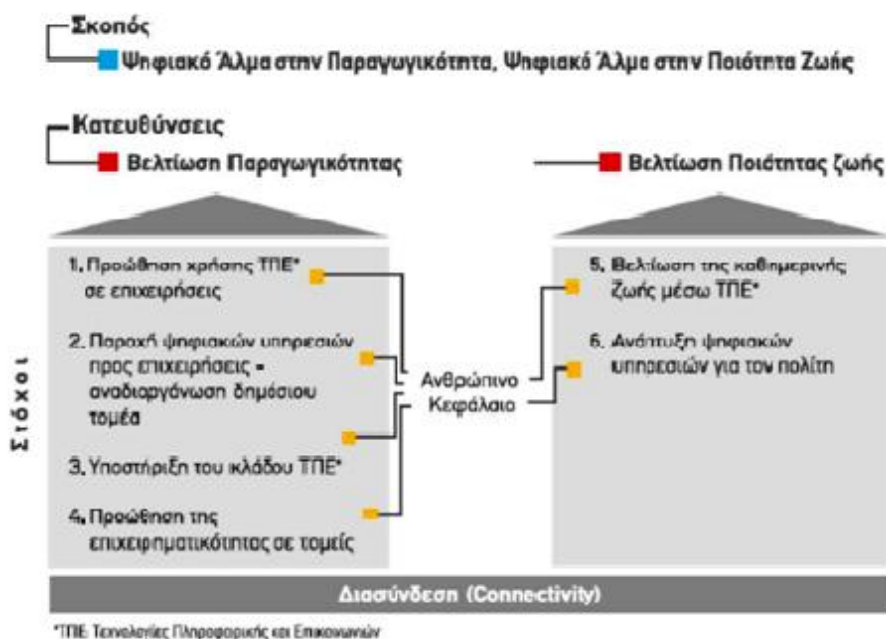 Σκοπός
Ψηφιακό Άλμα στην Παραγωγικότητα, Ψηφιακό Άλμα στην Ποιότητα Ζωής
Κατευθύνσεις
Βελτίωση Παραγωγικότητας
Βελτίωση Ποιότητας ζωής
Στόχοι
1. Προώθηση χρήσης ΤΠΕ*
σε επιχειρήσεις
2. Παροχή ψηφιακών υπηρεσιών
προς επιχειρήσεις -
αναδιοργάνωση δημόσιου
τομέα
3. Υποστήριξη του κλάδου ΤΠΕ*
4. Προώθηση της
επιχειρηματικότητας σε τομείς
Ανθρώπινο
Κεφάλαιο
5. Βελτίωση της καθημερινής
ζωής μέσω ΤΠΕ*
6. Ανάπτυξη ψηφιακών
υπηρεσιών για τον πολίτη
Διασύνδεση (Connectivity)
*ΤΠΕ: Τεχνολογίες Πληροφορικής και Επικοινωνιών